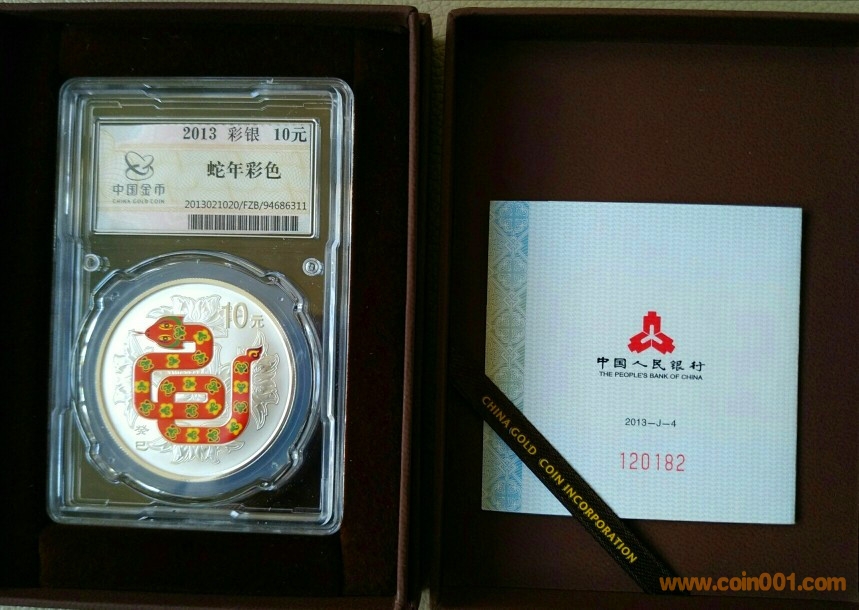 2013 彩银 10元
蛇年彩色
中国金币
CHINA GOLD COIN
2013021020/FZB/94686311
10元
癸
巳
中国人民银行
THE PEOPLE'S BANK OF CHINA
2013-J-4
120182
CHINA GOLD COIN INCORPORATION
www.coin001.com